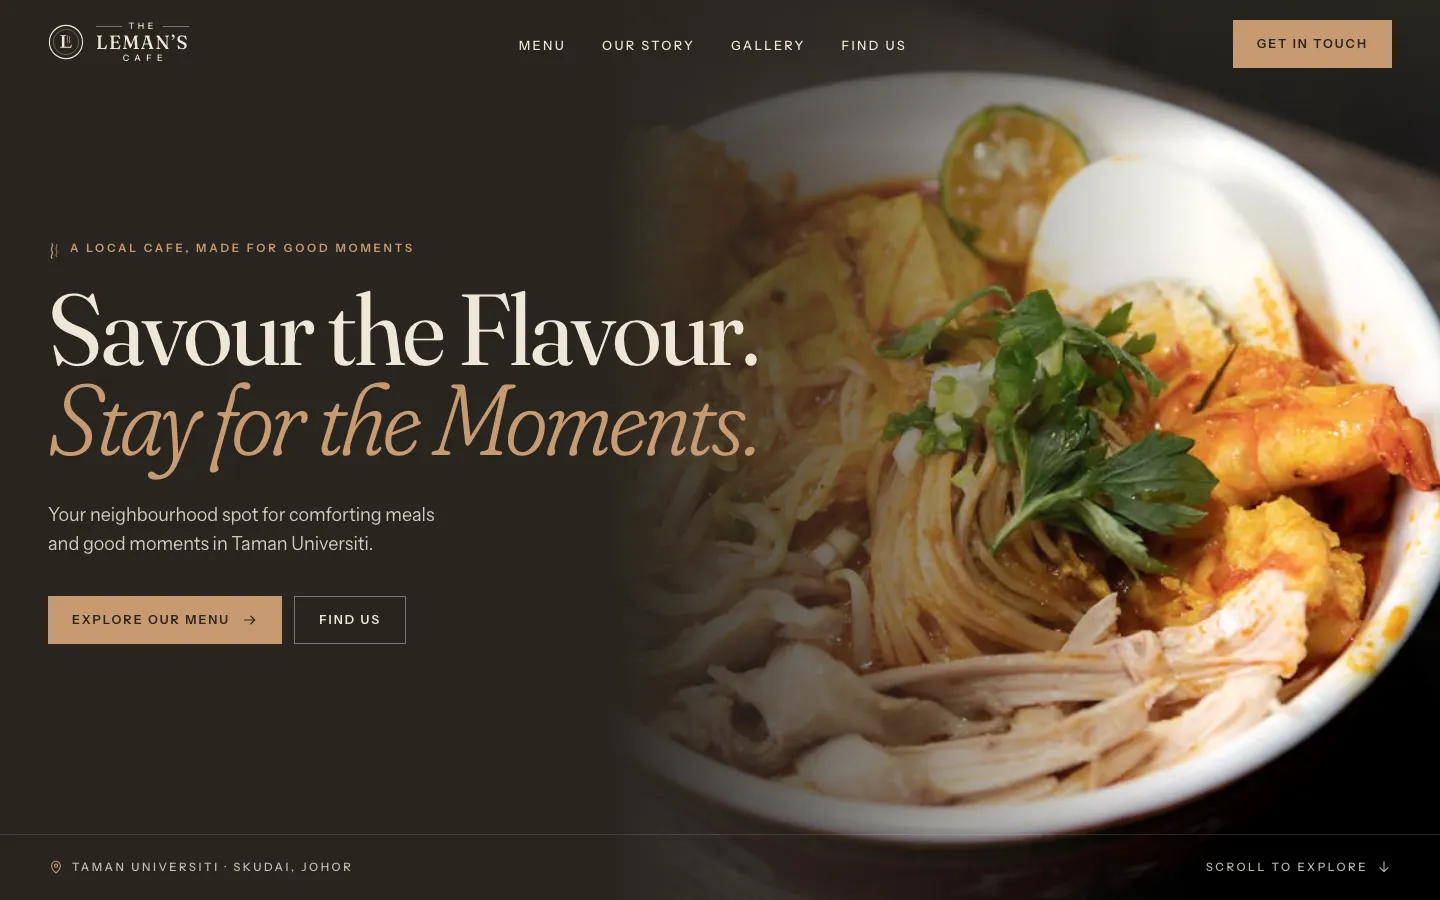 THE
LEMAN'S
CAFE
MENU OUR STORY GALLERY FIND US
GET IN TOUCH
A LOCAL CAFE, MADE FOR GOOD MOMENTS
Savour the Flavour.
Stay for the Moments.
Your neighbourhood spot for comforting meals
and good moments in Taman Universiti.
EXPLORE OUR MENU →
FIND US
TAMAN UNIVERSITI · SKUDAI, JOHOR
SCROLL TO EXPLORE ↓